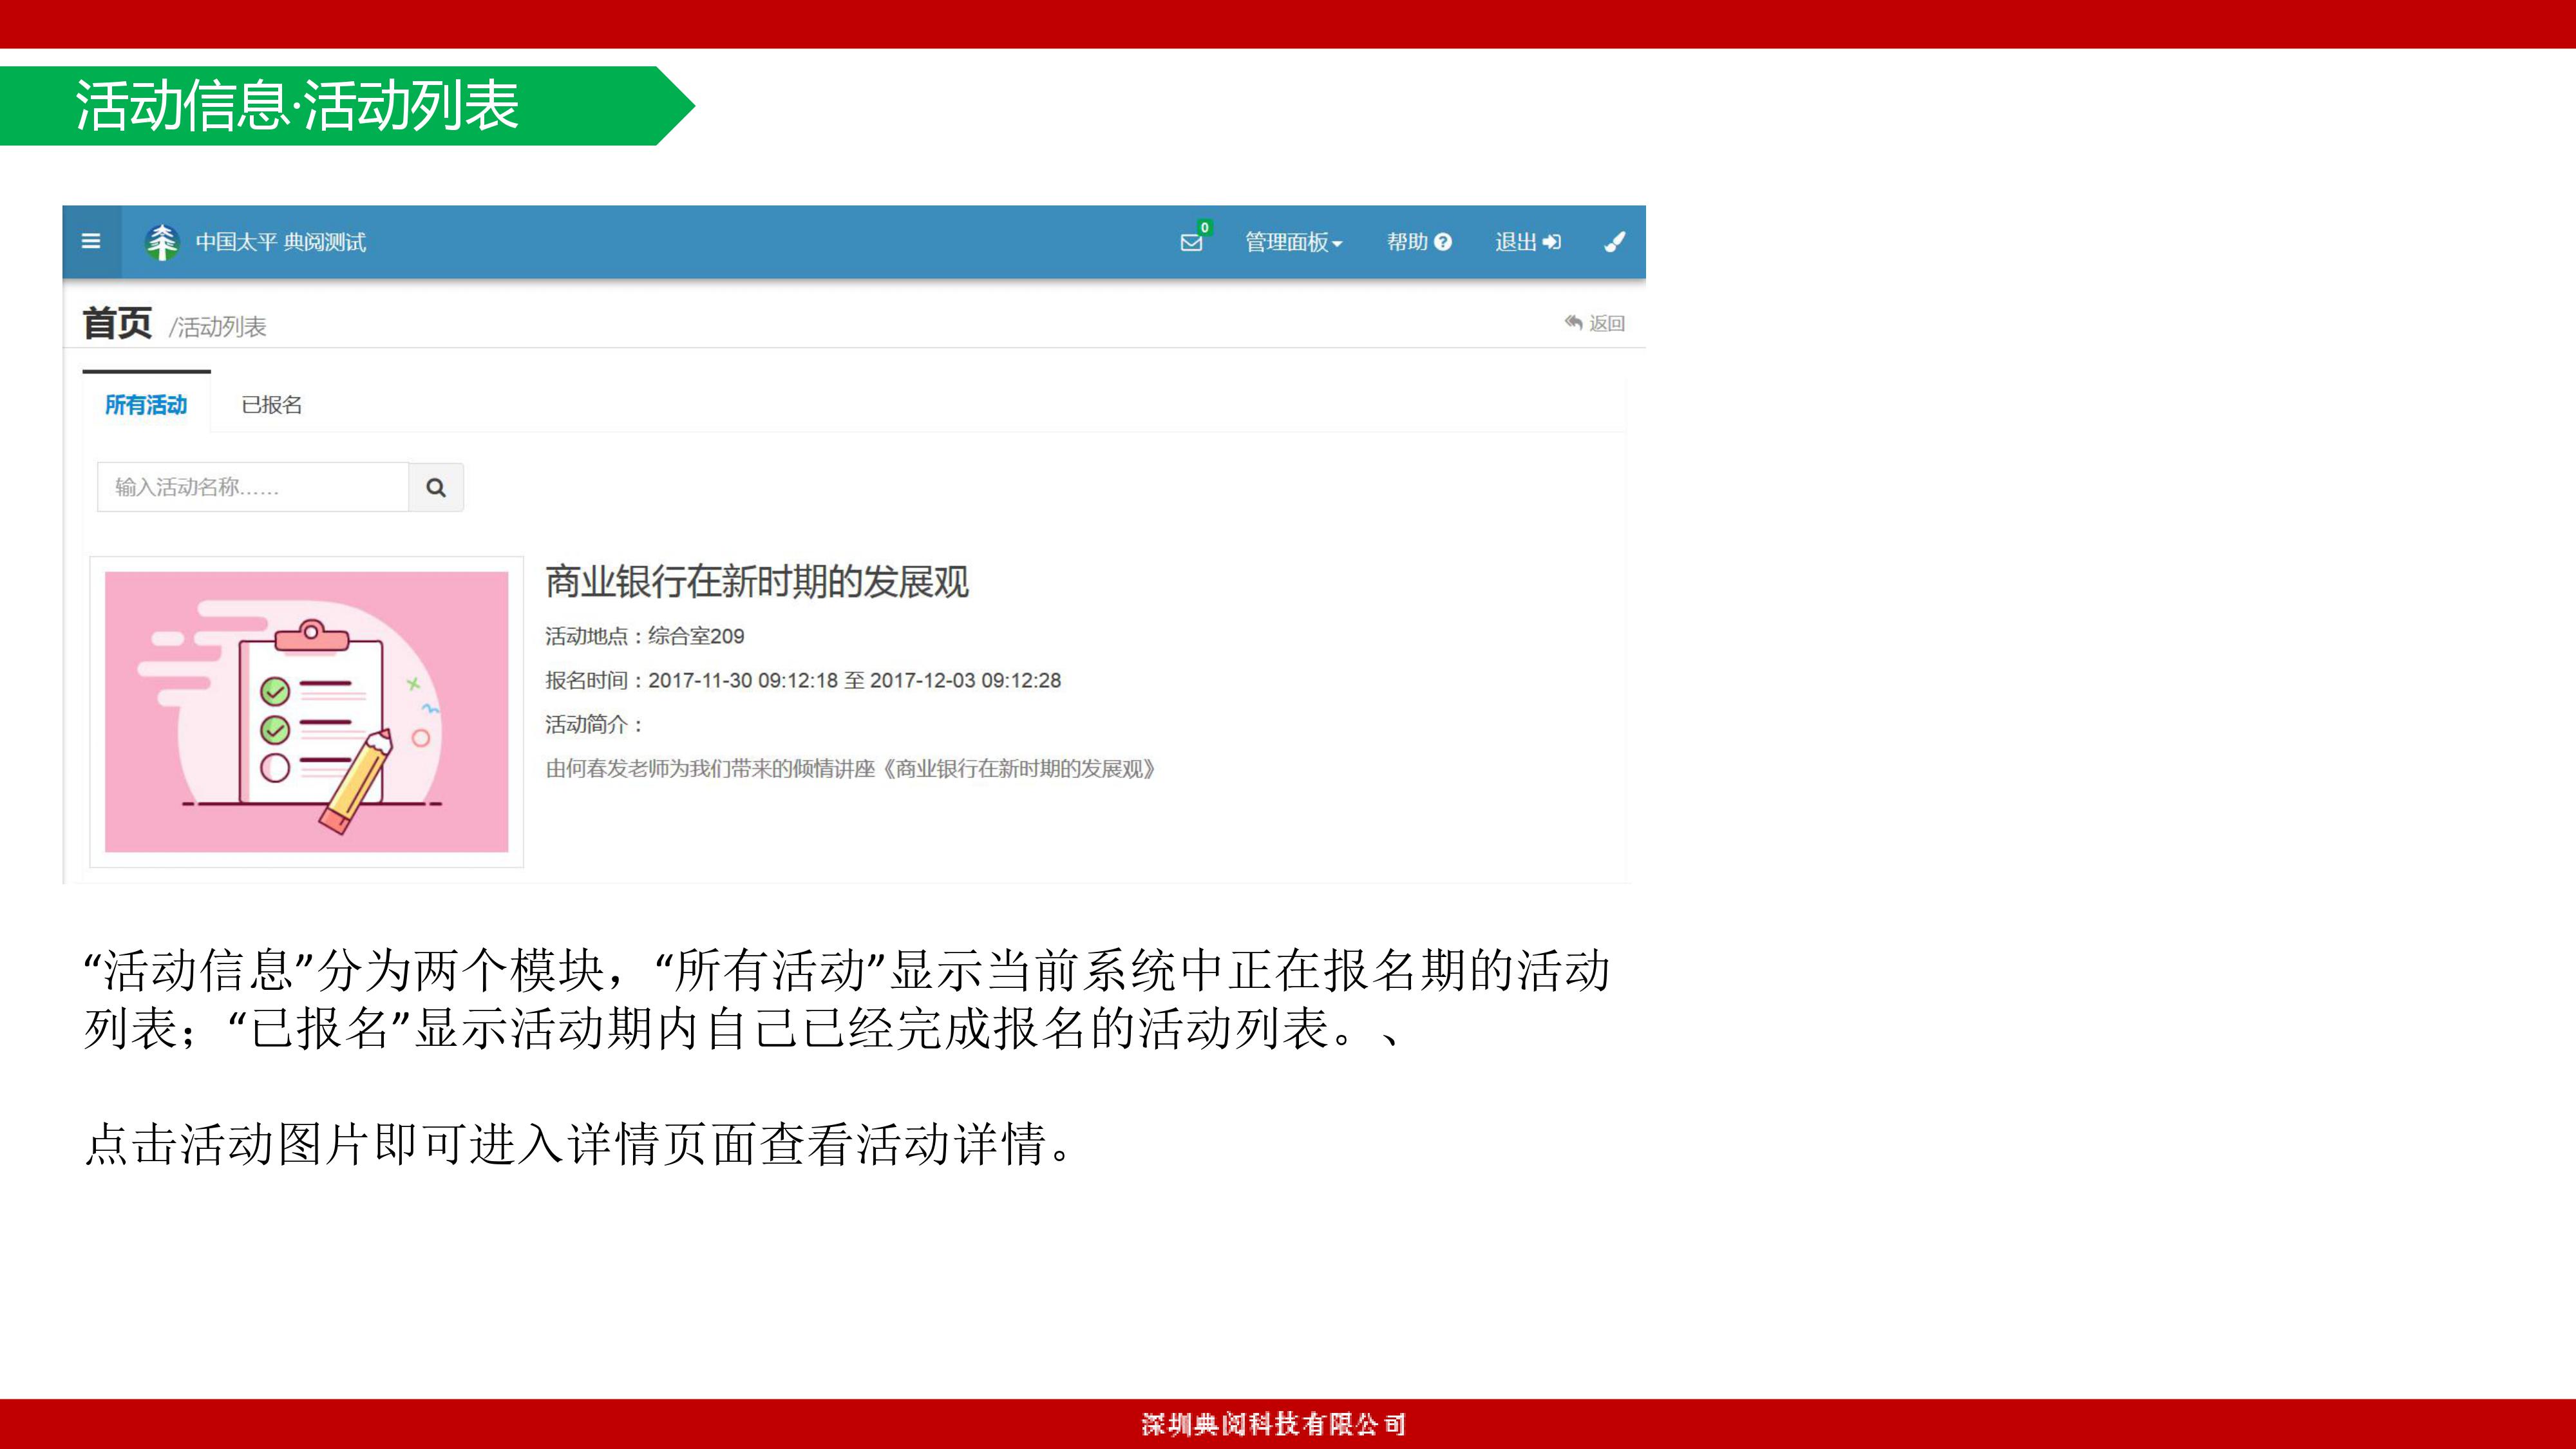 活动信息·活动列表
中国太平 典阅测试
0
管理面板
帮助
退出
首页 /活动列表
返回
所有活动
已报名
输入活动名称......
商业银行在新时期的发展观
活动地点：综合室209
报名时间：2017-11-30 09:12:18 至 2017-12-03 09:12:28
活动简介：
由何春发老师为我们带来的倾情讲座《商业银行在新时期的发展观》
“活动信息”分为两个模块，“所有活动”显示当前系统中正在报名期的活动
列表；“已报名”显示活动期内自己已经完成报名的活动列表。、
点击活动图片即可进入详情页面查看活动详情。
深圳典阅科技有限公司